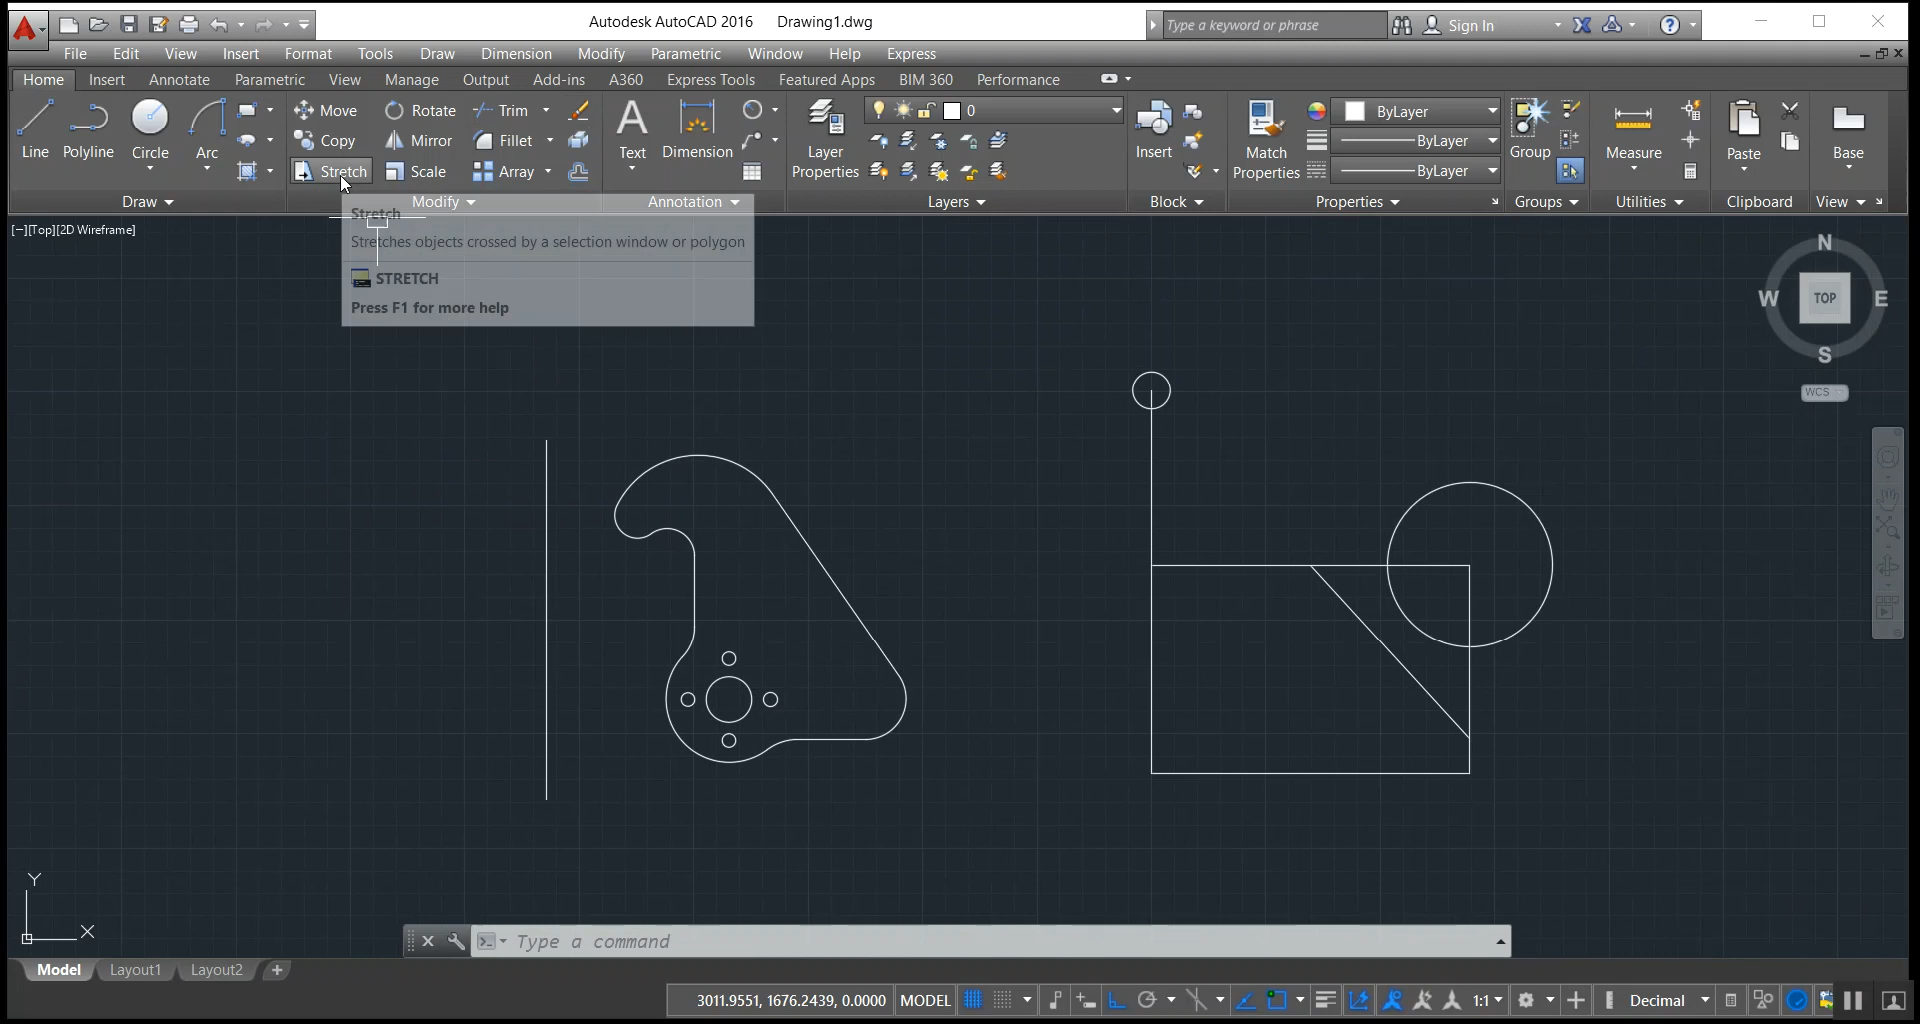 Autodesk AutoCAD 2016 Drawing1.dwg
Type a keyword or phrase
Sign In
File Edit View Insert Format Tools Draw Dimension Modify Parametric Window Help Express
Home Insert Annotate Parametric View Manage Output Add-ins A360 Express Tools Featured Apps BIM 360 Performance
Line Polyline Circle Arc
Move Rotate Trim
Copy Mirror Fillet
Stretch Scale Array
Text Dimension
Layer Properties
0
Insert
Match Properties
ByLayer
ByLayer
ByLayer
Group
Measure
Paste
Base
Draw Modify Annotation Layers Block Properties Groups Utilities Clipboard View
[−][Top][2D Wireframe]
Stretch
Stretches objects crossed by a selection window or polygon
STRETCH
Press F1 for more help
N
W TOP E
S
WCS
Y
X
Type a command
Model Layout1 Layout2 +
3011.9551, 1676.2439, 0.0000 MODEL 1:1 Decimal